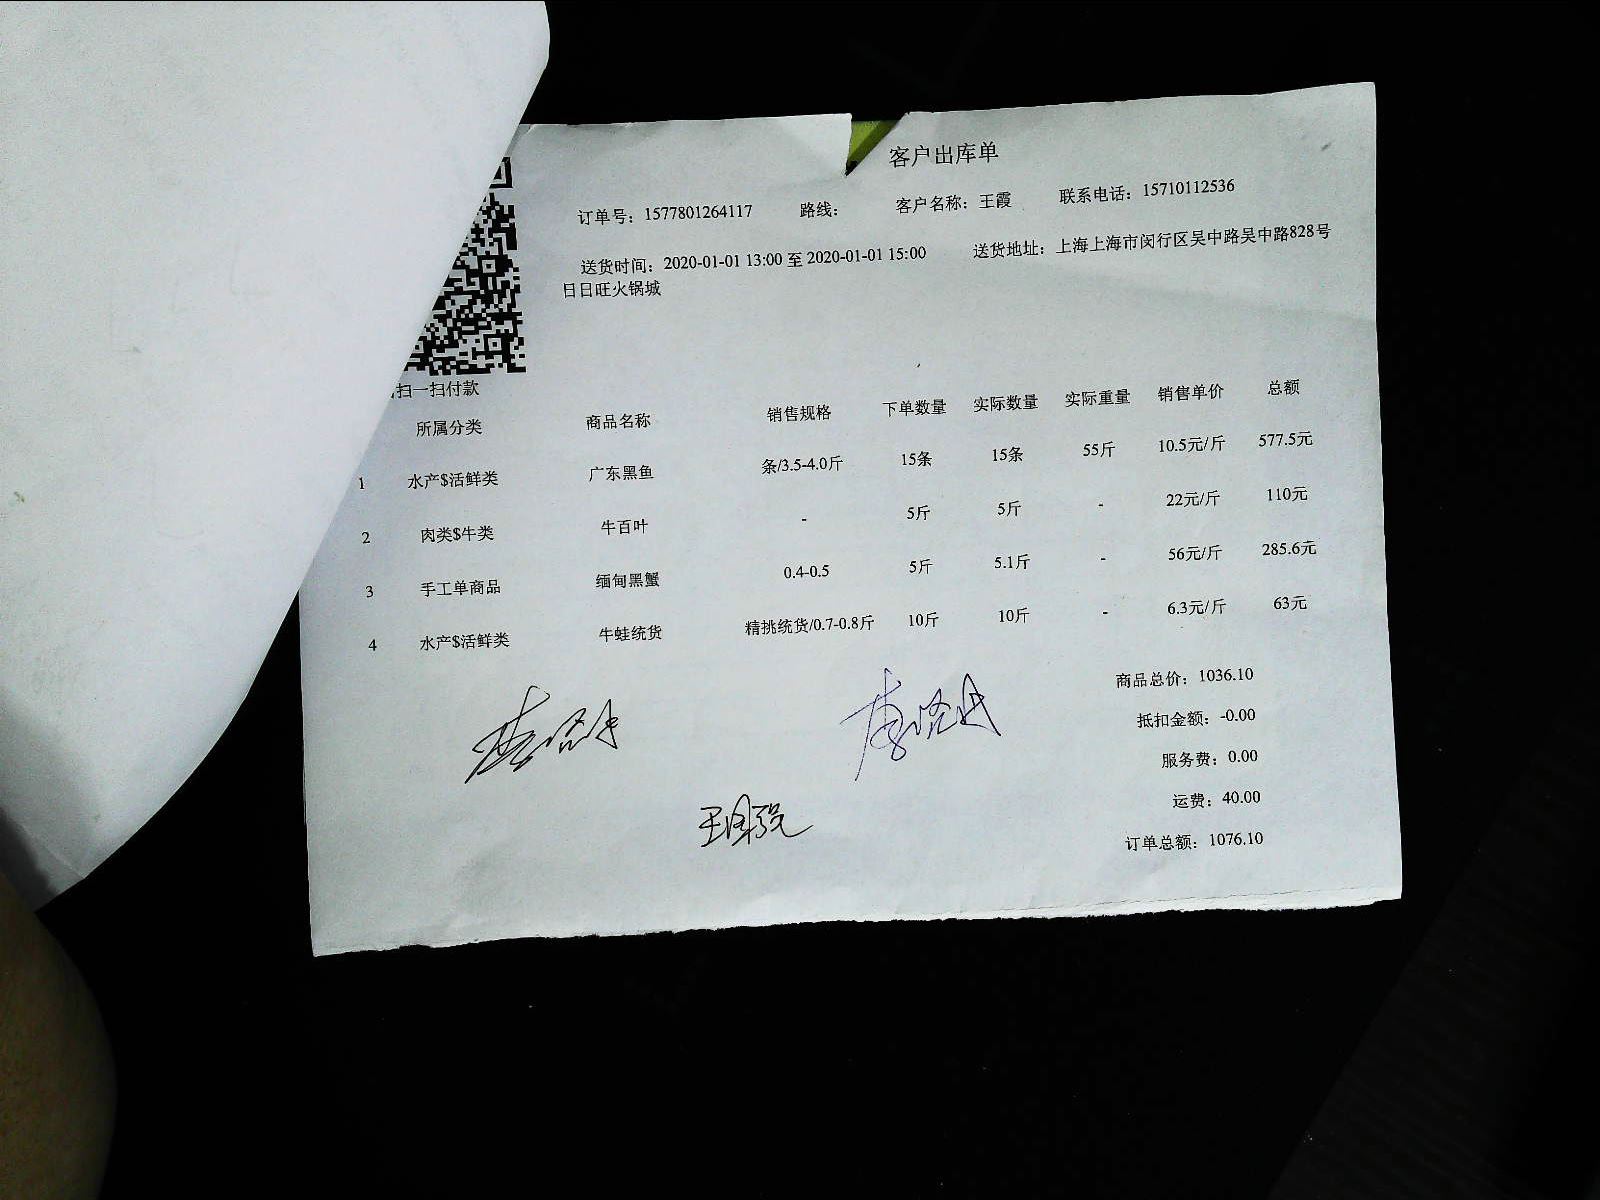 客户出库单
订单号：1577801264117 路线： 客户名称：王霞 联系电话：15710112536
送货时间：2020-01-01 13:00 至 2020-01-01 15:00 送货地址：上海上海市闵行区吴中路吴中路828号
日日旺火锅城
扫一扫付款
所属分类 商品名称 销售规格 下单数量 实际数量 实际重量 销售单价 总额
1 水产$活鲜类 广东黑鱼 条/3.5-4.0斤 15条 15条 55斤 10.5元/斤 577.5元
2 肉类$牛类 牛百叶 - 5斤 5斤 - 22元/斤 110元
3 手工单商品 缅甸黑蟹 0.4-0.5 5斤 5.1斤 - 56元/斤 285.6元
4 水产$活鲜类 牛蛙统货 精挑统货/0.7-0.8斤 10斤 10斤 - 6.3元/斤 63元
商品总价：1036.10
抵扣金额：-0.00
服务费：0.00
运费：40.00
订单总额：1076.10